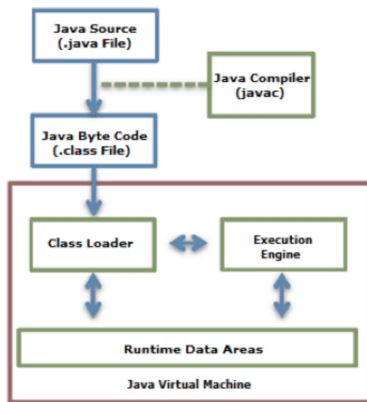 Java Source
(.java File)
Java Compiler
(javac)
Java Byte Code
(.class File)
Class Loader
Execution
Engine
Runtime Data Areas
Java Virtual Machine